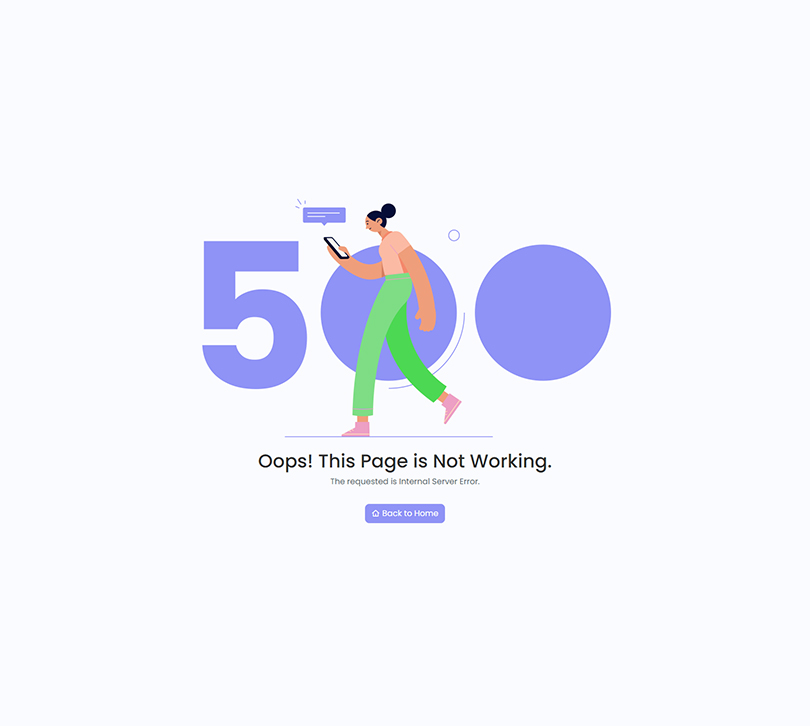 500
Oops! This Page is Not Working.
The requested is Internal Server Error.
Back to Home